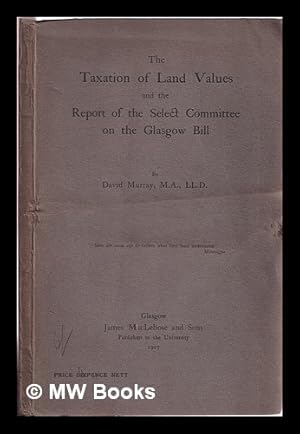 The
Taxation of Land Values
and the
Report of the Select Committee
on the Glasgow Bill
By
David Murray, M.A., LL.D.
Glasgow
James MacLehose and Sons
Publishers to the University
1907
PRICE SIXPENCE NETT
© MW Books